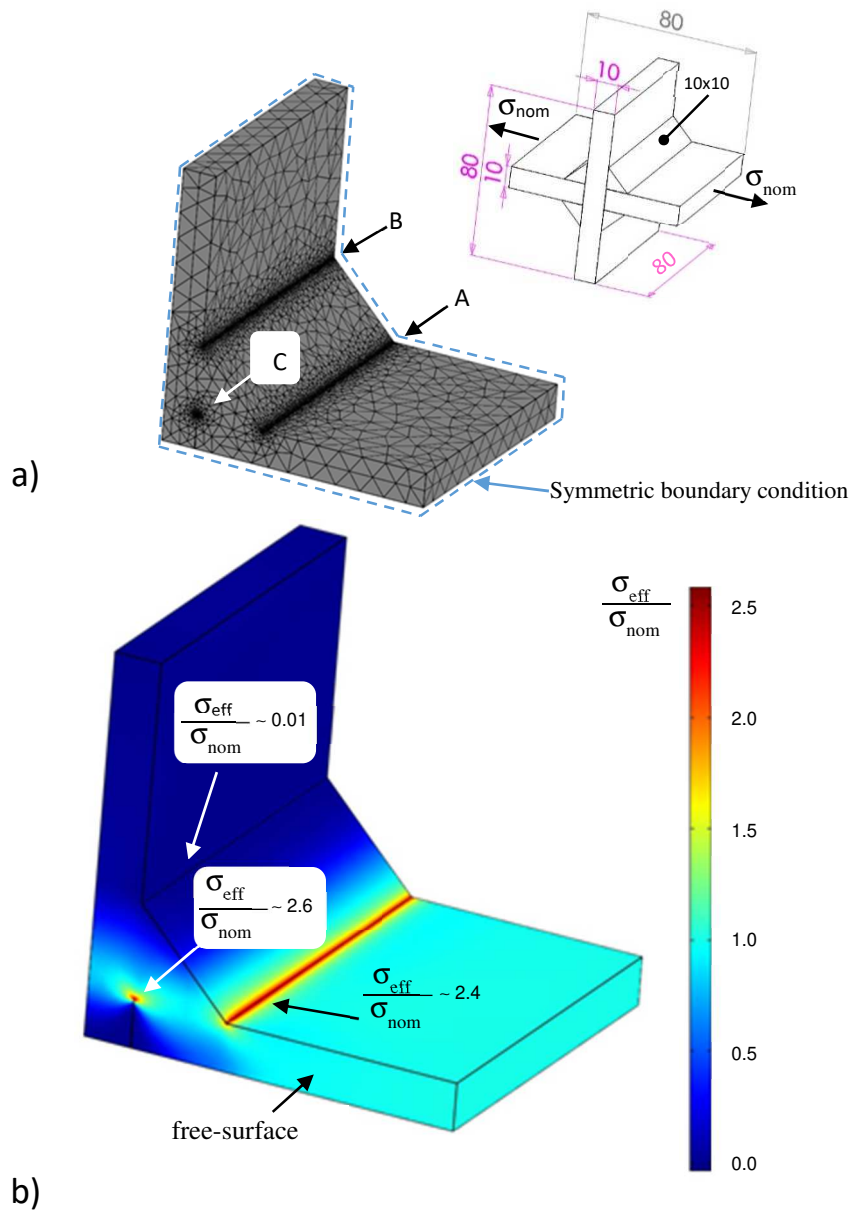 80
10
10x10
σnom
80
10
σnom
80
B
A
C
a)
Symmetric boundary condition
σeff
σnom
2.5
2.0
1.5
1.0
0.5
0.0
σeff
σnom
~ 0.01
σeff
σnom
~ 2.6
σeff
σnom
~ 2.4
free-surface
b)